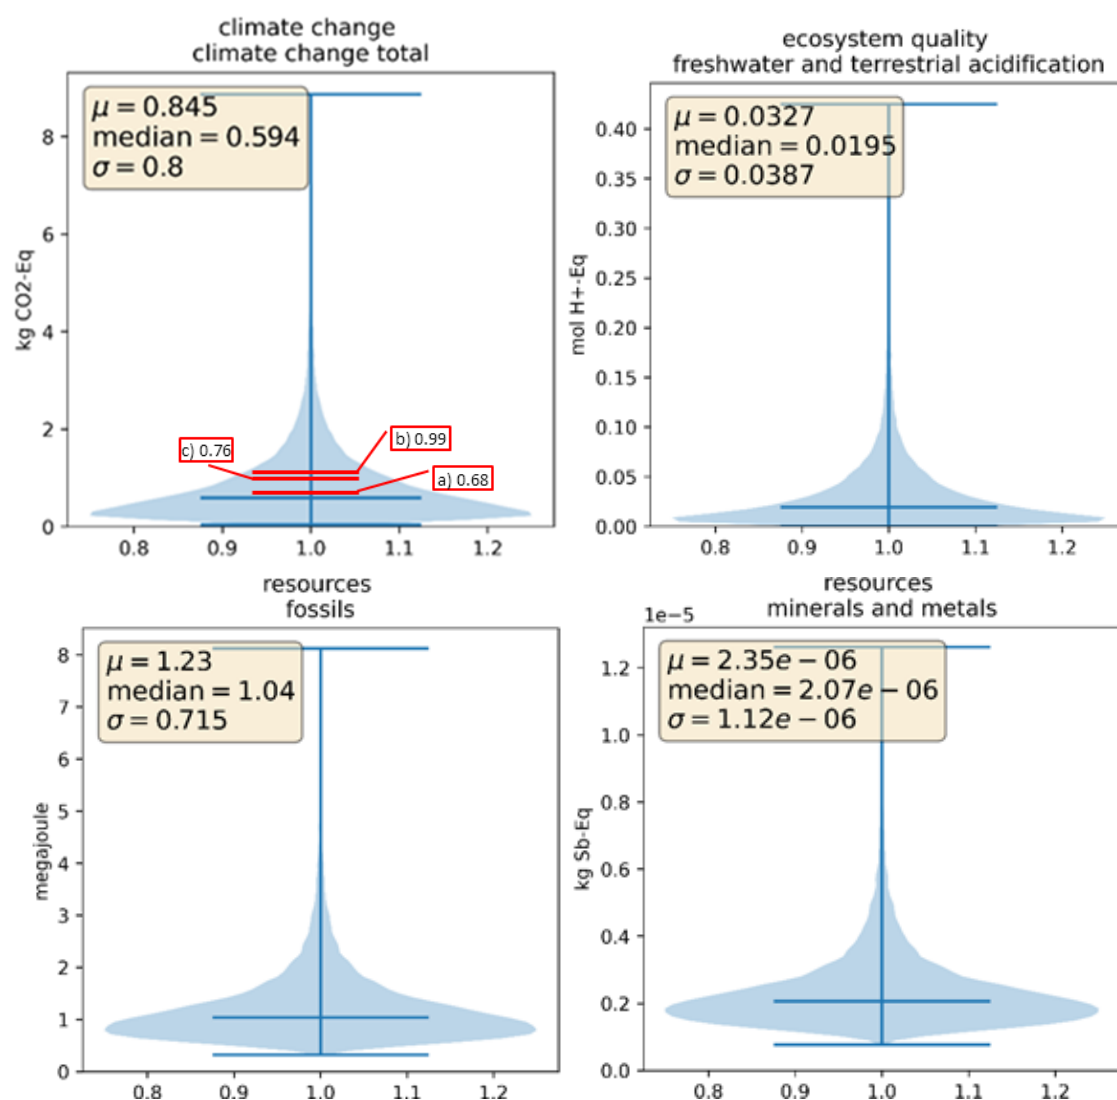 climate change
climate change total
μ = 0.845
median = 0.594
σ = 0.8
kg CO2-Eq
8
6
4
2
0
c) 0.76
b) 0.99
a) 0.68
0.8 0.9 1.0 1.1 1.2
ecosystem quality
freshwater and terrestrial acidification
μ = 0.0327
median = 0.0195
σ = 0.0387
mol H+-Eq
0.40
0.35
0.30
0.25
0.20
0.15
0.10
0.05
0.00
0.8 0.9 1.0 1.1 1.2
resources
fossils
μ = 1.23
median = 1.04
σ = 0.715
megajoule
8
7
6
5
4
3
2
1
0
0.8 0.9 1.0 1.1 1.2
resources
minerals and metals
1e−5
μ = 2.35e − 06
median = 2.07e − 06
σ = 1.12e − 06
kg Sb-Eq
1.2
1.0
0.8
0.6
0.4
0.2
0.0
0.8 0.9 1.0 1.1 1.2